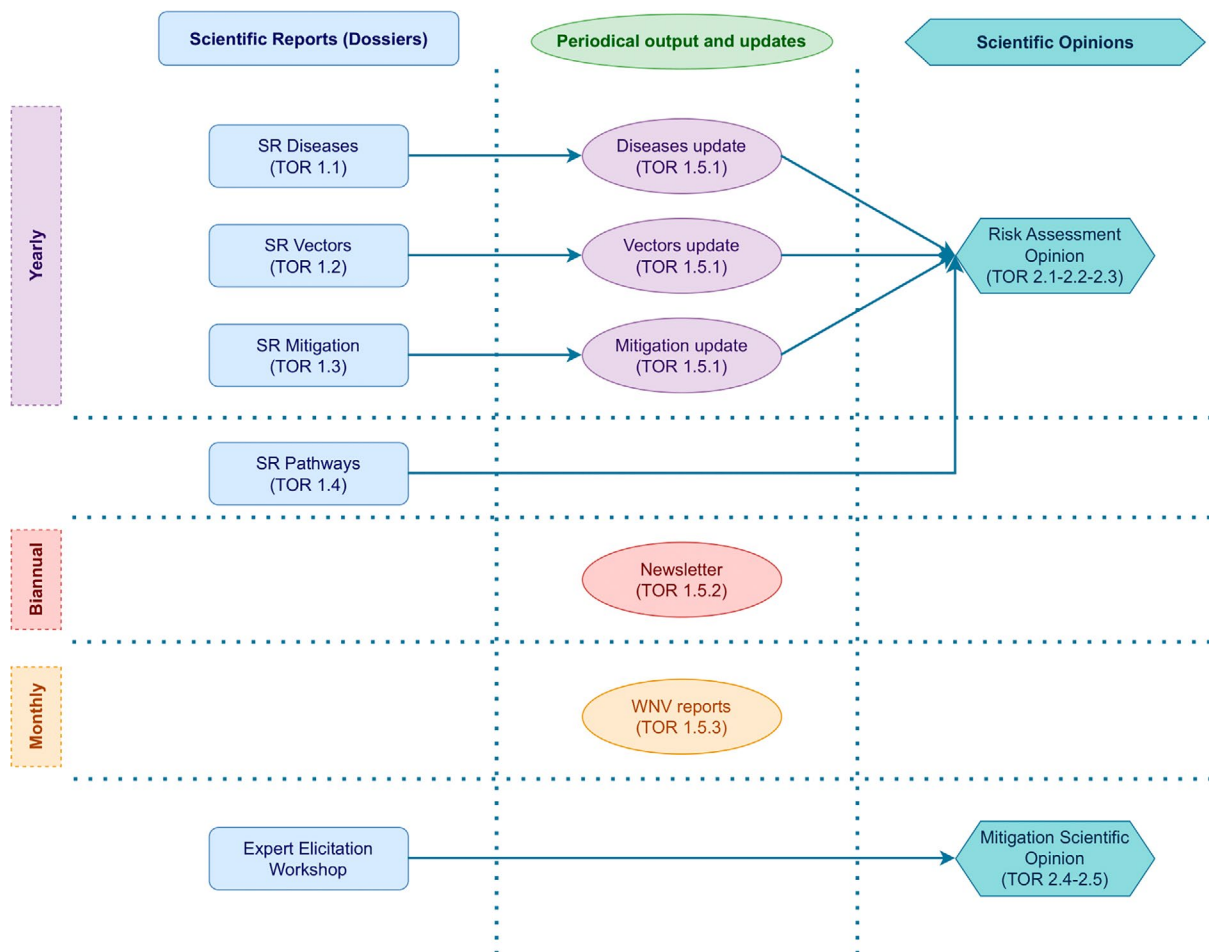 Scientific Reports (Dossiers)
Periodical output and updates
Scientific Opinions
Yearly
SR Diseases
(TOR 1.1)
Diseases update
(TOR 1.5.1)
SR Vectors
(TOR 1.2)
Vectors update
(TOR 1.5.1)
Risk Assessment
Opinion
(TOR 2.1-2.2-2.3)
SR Mitigation
(TOR 1.3)
Mitigation update
(TOR 1.5.1)
SR Pathways
(TOR 1.4)
Biannual
Newsletter
(TOR 1.5.2)
Monthly
WNV reports
(TOR 1.5.3)
Expert Elicitation
Workshop
Mitigation Scientific
Opinion
(TOR 2.4-2.5)